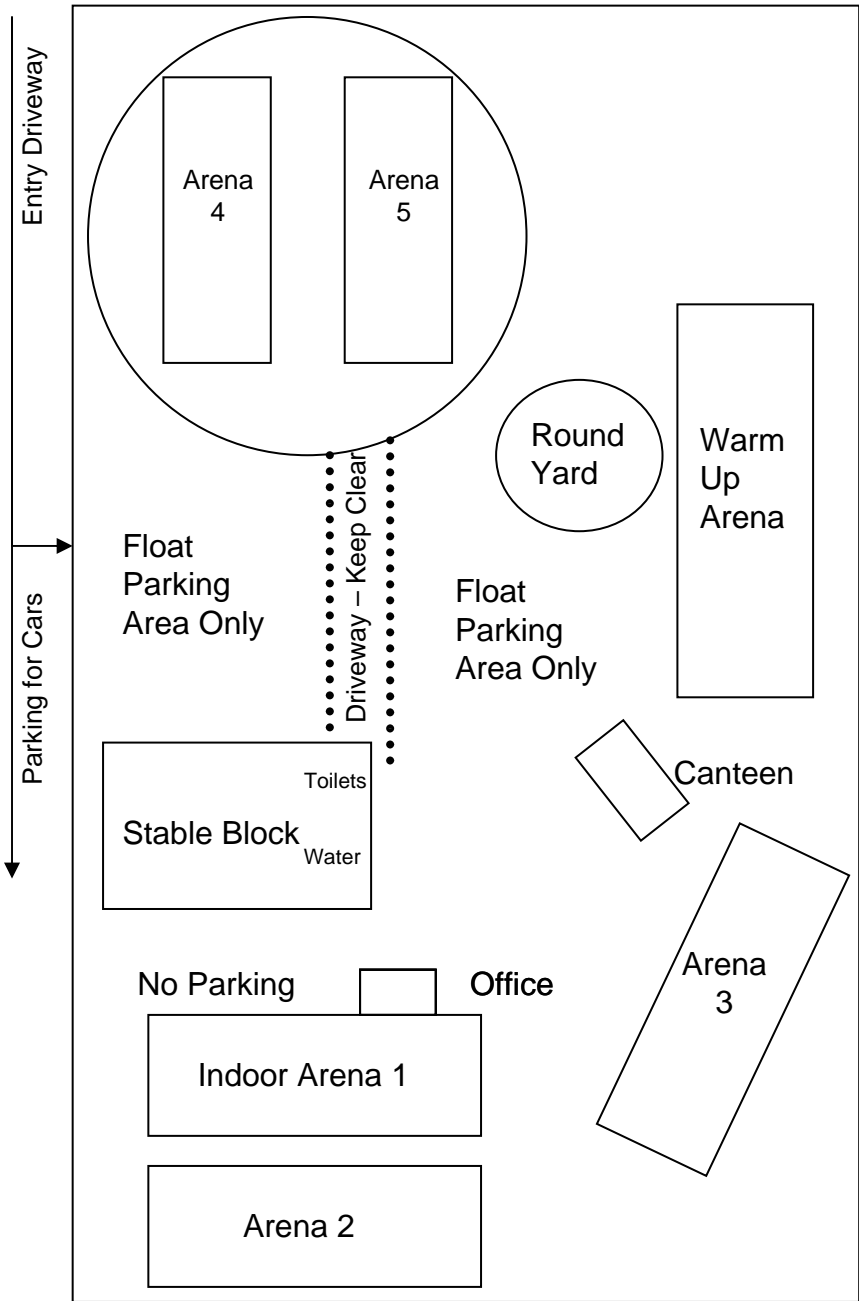 Entry Driveway
Arena
4
Arena
5
Round
Yard
Warm
Up
Arena
Driveway – Keep Clear
Float
Parking
Area Only
Float
Parking
Area Only
Parking for Cars
Toilets
Stable Block
Water
Canteen
Arena
3
No Parking
Office
Indoor Arena 1
Arena 2